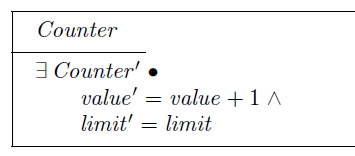 Counter
∃ Counter′ •
value′ = value + 1 ∧
limit′ = limit